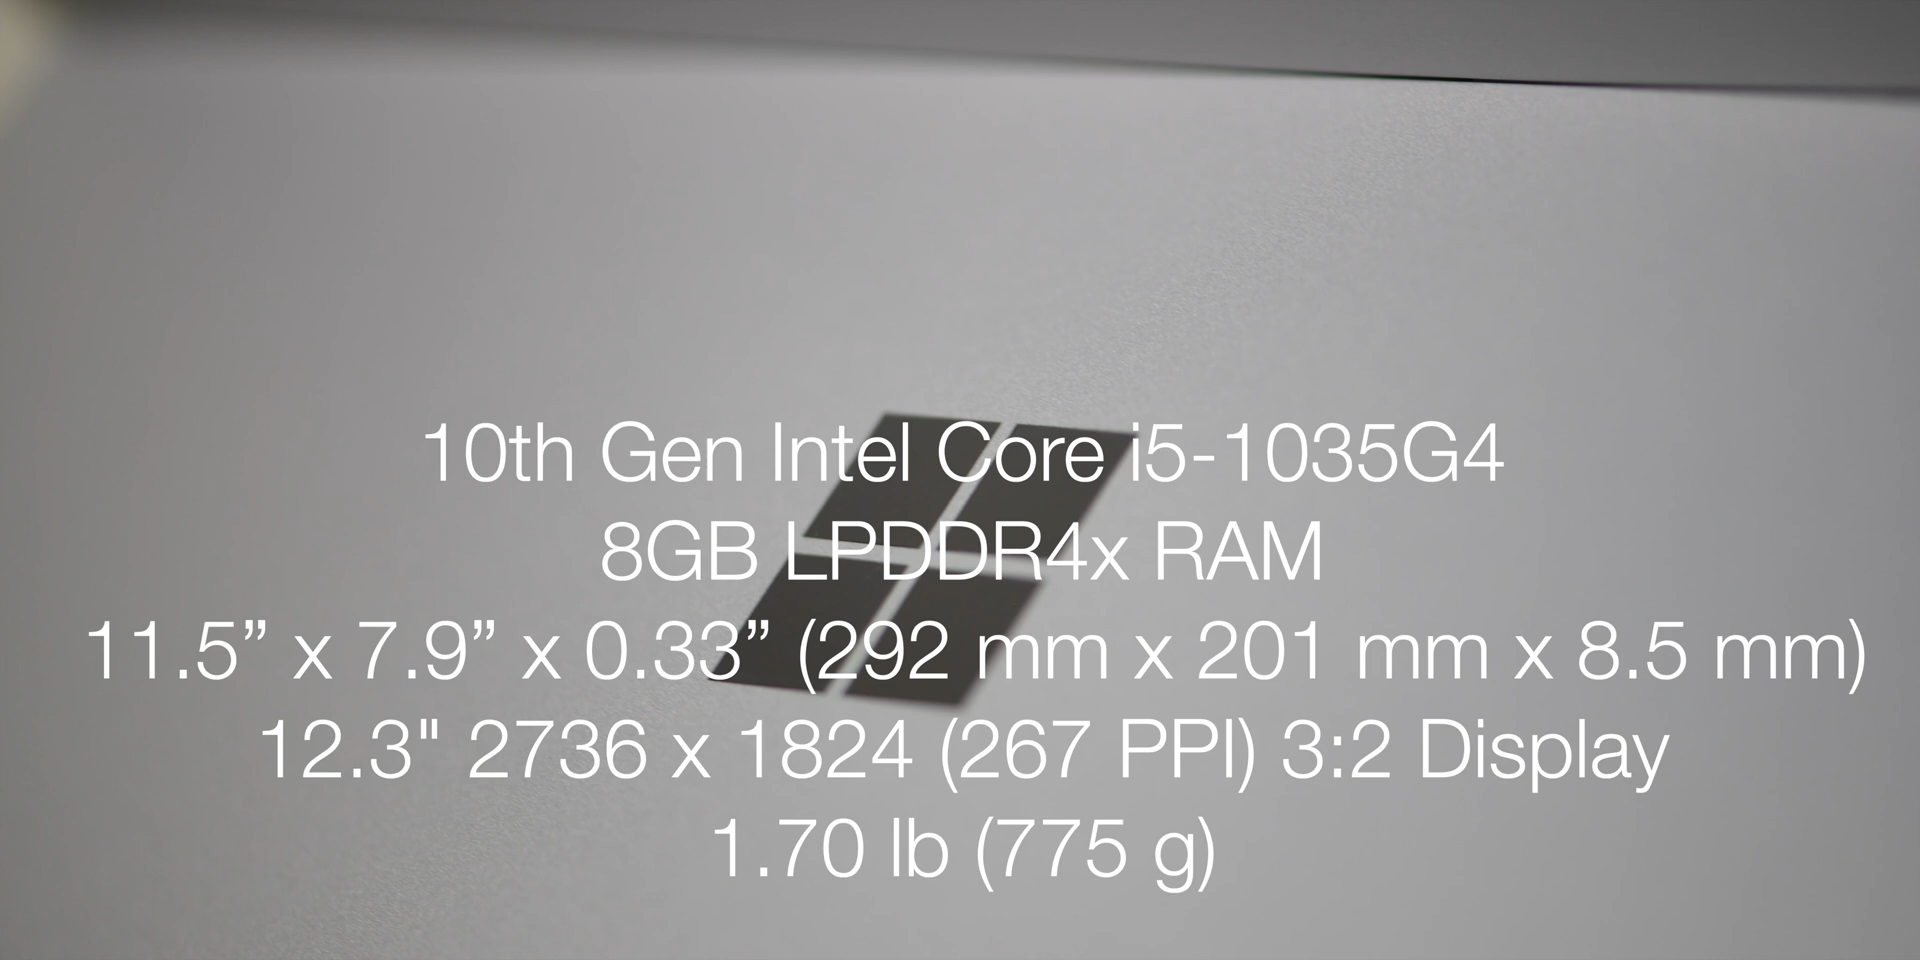 10th Gen Intel Core i5-1035G4
8GB LPDDR4x RAM
11.5” x 7.9” x 0.33” (292 mm x 201 mm x 8.5 mm)
12.3" 2736 x 1824 (267 PPI) 3:2 Display
1.70 lb (775 g)